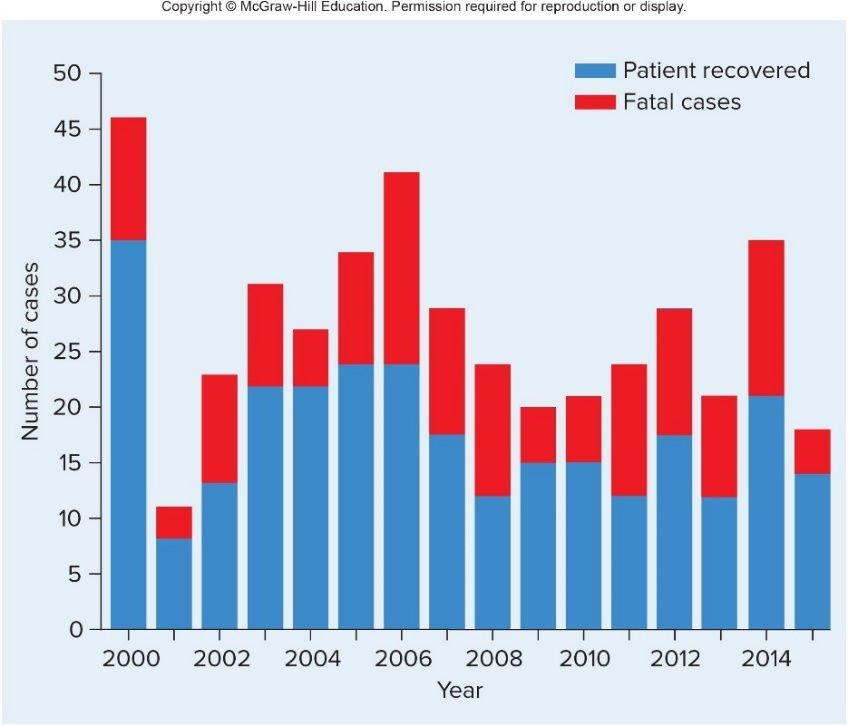 Copyright © McGraw-Hill Education. Permission required for reproduction or display.
Patient recovered
Fatal cases
50
45
40
35
30
25
20
15
10
5
0
Number of cases
2000 2002 2004 2006 2008 2010 2012 2014
Year